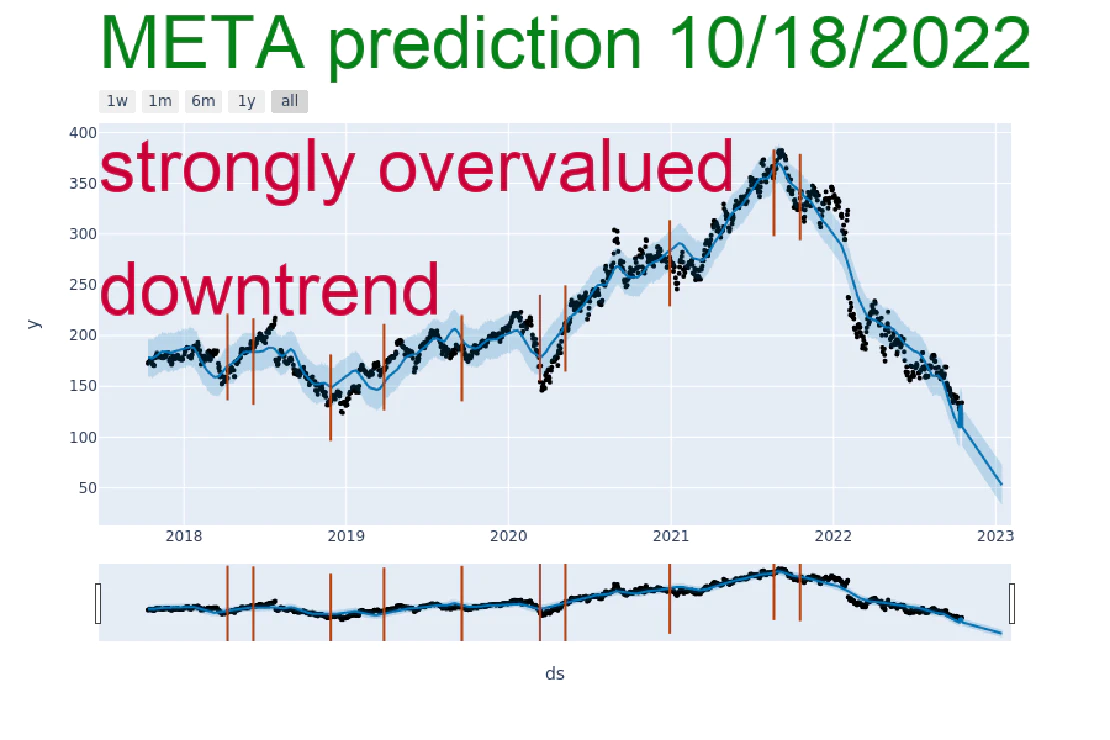 META prediction 10/18/2022
1w 1m 6m 1y all
400
strongly overvalued
350
300
250
downtrend
200
150
100
50
y
2018 2019 2020 2021 2022 2023
ds